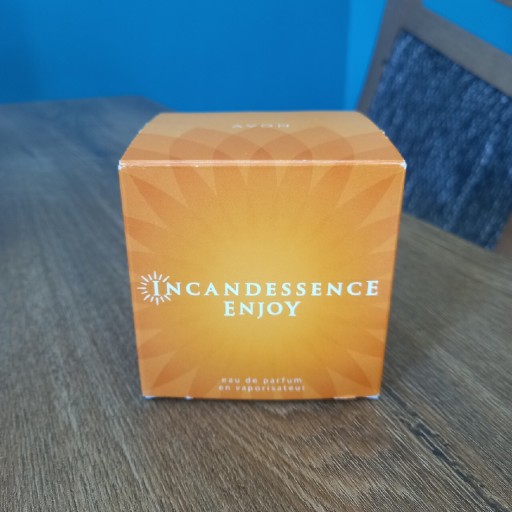 AVON
INCANDESSENCE
ENJOY
eau de parfum
en vaporisateur